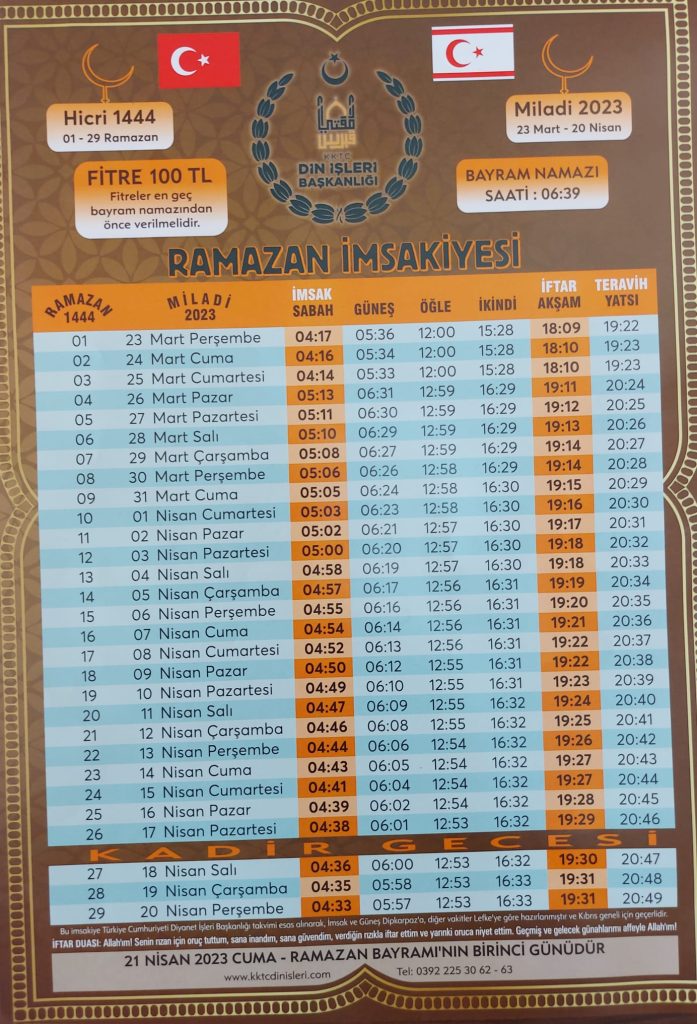 Hicri 1444
01 - 29 Ramazan
Miladi 2023
23 Mart - 20 Nisan
KKTC
DİN İŞLERİ
BAŞKANLIĞI
FİTRE 100 TL
Fitreler en geç
bayram namazından
önce verilmelidir.
BAYRAM NAMAZI
SAATİ : 06:39
RAMAZAN İMSAKİYESİ
RAMAZAN 1444 MİLADİ 2023 İMSAK SABAH GÜNEŞ ÖĞLE İKİNDİ İFTAR AKŞAM TERAVİH YATSI
01 23 Mart Perşembe 04:17 05:36 12:00 15:28 18:09 19:22
02 24 Mart Cuma 04:16 05:34 12:00 15:28 18:10 19:23
03 25 Mart Cumartesi 04:14 05:33 12:00 15:28 18:10 19:23
04 26 Mart Pazar 05:13 06:31 12:59 16:29 19:11 20:24
05 27 Mart Pazartesi 05:11 06:30 12:59 16:29 19:12 20:25
06 28 Mart Salı 05:10 06:29 12:59 16:29 19:13 20:26
07 29 Mart Çarşamba 05:08 06:27 12:59 16:29 19:14 20:27
08 30 Mart Perşembe 05:06 06:26 12:58 16:29 19:14 20:28
09 31 Mart Cuma 05:05 06:24 12:58 16:30 19:15 20:29
10 01 Nisan Cumartesi 05:03 06:23 12:58 16:30 19:16 20:30
11 02 Nisan Pazar 05:02 06:21 12:57 16:30 19:17 20:31
12 03 Nisan Pazartesi 05:00 06:20 12:57 16:30 19:18 20:32
13 04 Nisan Salı 04:58 06:19 12:57 16:30 19:18 20:33
14 05 Nisan Çarşamba 04:57 06:17 12:56 16:31 19:19 20:34
15 06 Nisan Perşembe 04:55 06:16 12:56 16:31 19:20 20:35
16 07 Nisan Cuma 04:54 06:14 12:56 16:31 19:21 20:36
17 08 Nisan Cumartesi 04:52 06:13 12:56 16:31 19:22 20:37
18 09 Nisan Pazar 04:50 06:12 12:55 16:31 19:22 20:38
19 10 Nisan Pazartesi 04:49 06:10 12:55 16:31 19:23 20:39
20 11 Nisan Salı 04:47 06:09 12:55 16:32 19:24 20:40
21 12 Nisan Çarşamba 04:46 06:08 12:55 16:32 19:25 20:41
22 13 Nisan Perşembe 04:44 06:06 12:54 16:32 19:26 20:42
23 14 Nisan Cuma 04:43 06:05 12:54 16:32 19:27 20:43
24 15 Nisan Cumartesi 04:41 06:04 12:54 16:32 19:27 20:44
25 16 Nisan Pazar 04:39 06:02 12:54 16:32 19:28 20:45
26 17 Nisan Pazartesi 04:38 06:01 12:53 16:32 19:29 20:46
KADİR GECESİ
27 18 Nisan Salı 04:36 06:00 12:53 16:32 19:30 20:47
28 19 Nisan Çarşamba 04:35 05:58 12:53 16:33 19:31 20:48
29 20 Nisan Perşembe 04:33 05:57 12:53 16:33 19:31 20:49
Bu imsakiye Türkiye Cumhuriyeti Diyanet İşleri Başkanlığı takvimi esas alınarak, İmsak ve Güneş Dipkarpaz'a, diğer vakitler Lefke'ye göre hazırlanmıştır ve Kıbrıs geneli için geçerlidir.
İFTAR DUASI: Allah'ım! Senin rızan için oruç tuttum, sana inandım, sana güvendim, verdiğin rızıkla iftar ettim ve yarınki oruca niyet ettim. Geçmiş ve gelecek günahlarımı affeyle Allah'ım!
21 NİSAN 2023 CUMA - RAMAZAN BAYRAMI'NIN BİRİNCİ GÜNÜDÜR
www.kktcdinisleri.com Tel: 0392 225 30 62 - 63